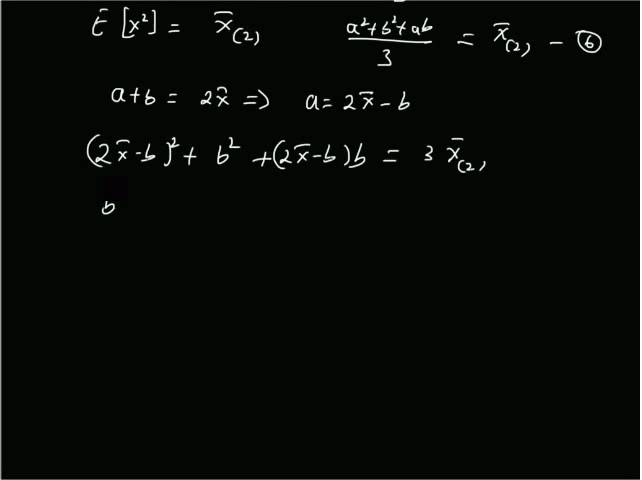 E [x²] = x̄₍₂₎   (a²+b²+ab)/3 = x̄₍₂₎ - ⑥
a+b = 2x̄ => a = 2x̄ - b
(2x̄-b)² + b² + (2x̄-b)b = 3 x̄₍₂₎
b